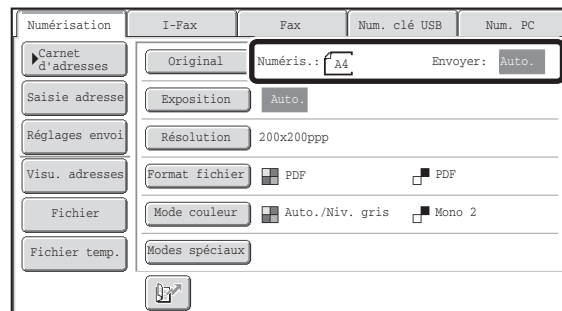 Numérisation I-Fax Fax Num. clé USB Num. PC
Carnet d'adresses
Original Numéris.: A4 Envoyer: Auto.
Saisie adresse Exposition Auto.
Réglages envoi Résolution 200x200ppp
Visu. adresses Format fichier PDF PDF
Fichier Mode couleur Auto./Niv. gris Mono 2
Fichier temp. Modes spéciaux